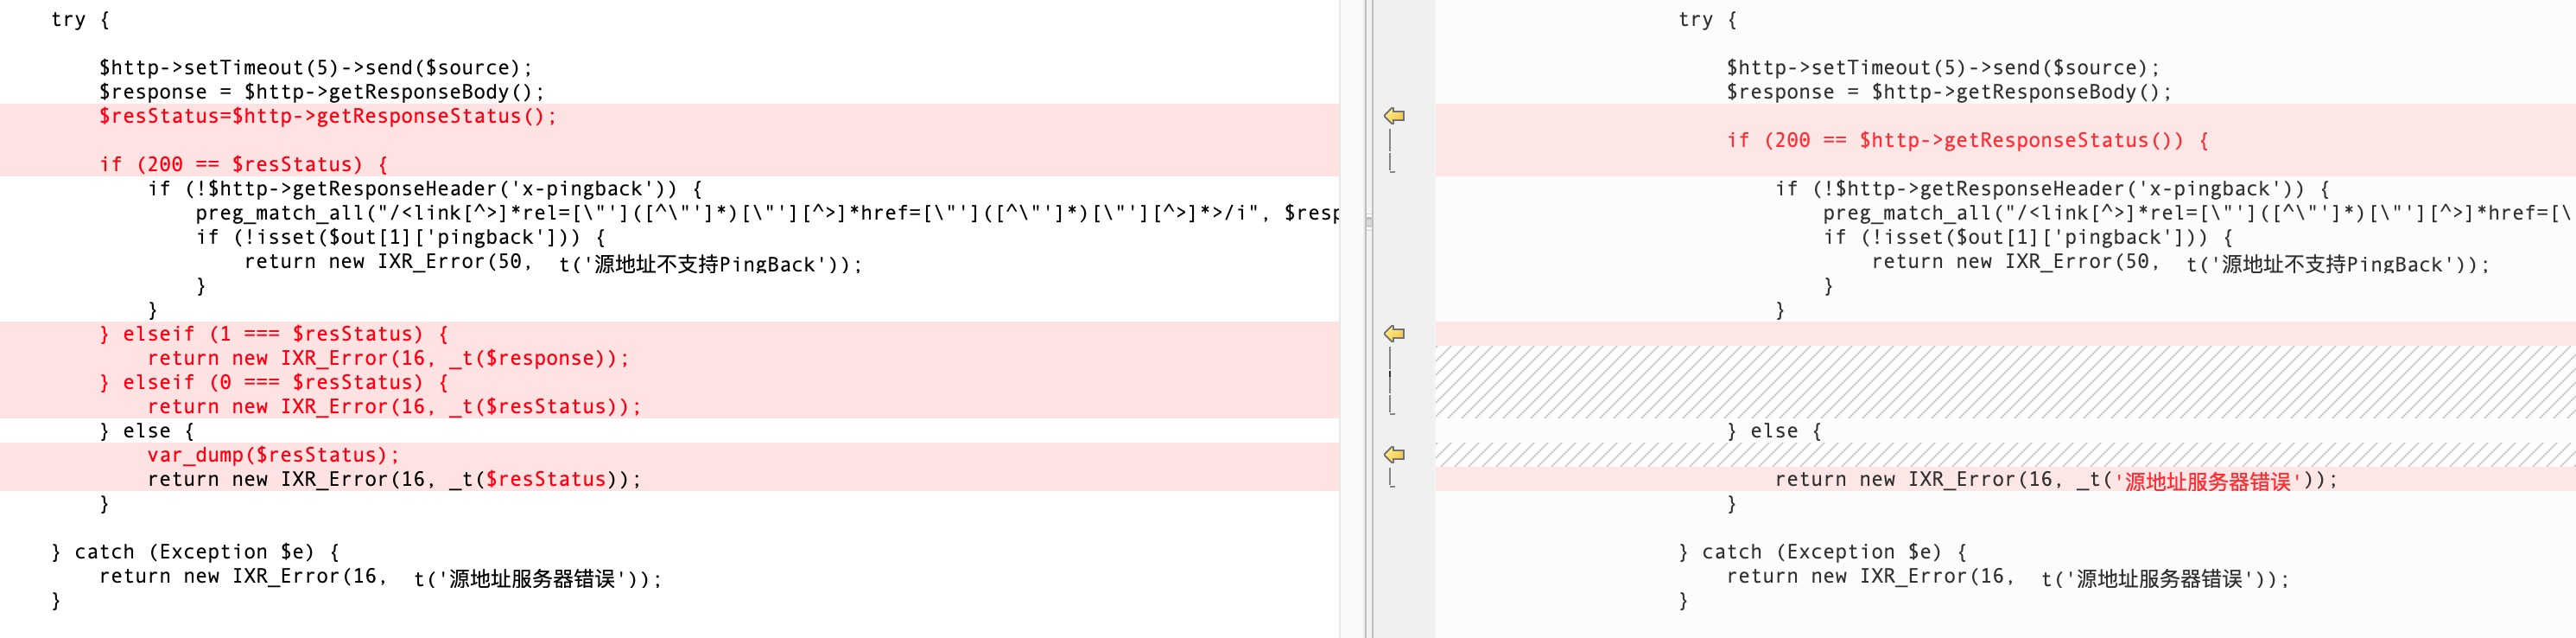 try {
$http->setTimeout(5)->send($source);
$response = $http->getResponseBody();
$resStatus=$http->getResponseStatus();
if (200 == $resStatus) {
if (!$http->getResponseHeader('x-pingback')) {
preg_match_all("/<link[^>]*rel=[\"']([^\"']*)[\"'][^>]*href=[\"']([^\"']*)[\"'][^>]*>/i", $resp
if (!isset($out[1]['pingback'])) {
return new IXR_Error(50, t('源地址不支持PingBack'));
}
}
} elseif (1 === $resStatus) {
return new IXR_Error(16, _t($response));
} elseif (0 === $resStatus) {
return new IXR_Error(16, _t($resStatus));
} else {
var_dump($resStatus);
return new IXR_Error(16, _t($resStatus));
}
} catch (Exception $e) {
return new IXR_Error(16, t('源地址服务器错误'));
}
try {
$http->setTimeout(5)->send($source);
$response = $http->getResponseBody();
if (200 == $http->getResponseStatus()) {
if (!$http->getResponseHeader('x-pingback')) {
preg_match_all("/<link[^>]*rel=[\"']([^\"']*)[\"'][^>]*href=[\
if (!isset($out[1]['pingback'])) {
return new IXR_Error(50, t('源地址不支持PingBack'));
}
}
} else {
return new IXR_Error(16, _t('源地址服务器错误'));
}
} catch (Exception $e) {
return new IXR_Error(16, t('源地址服务器错误'));
}